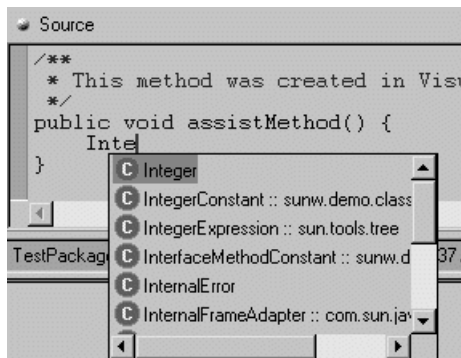 Source
/**
 * This method was created in Visu
 */
public void assistMethod() {
    Inte
}
C Integer
C IntegerConstant :: sunw.demo.class
C IntegerExpression :: sun.tools.tree
C InterfaceMethodConstant :: sunw.d
TestPackag 37.
C InternalError
C InternalFrameAdapter :: com.sun.jav